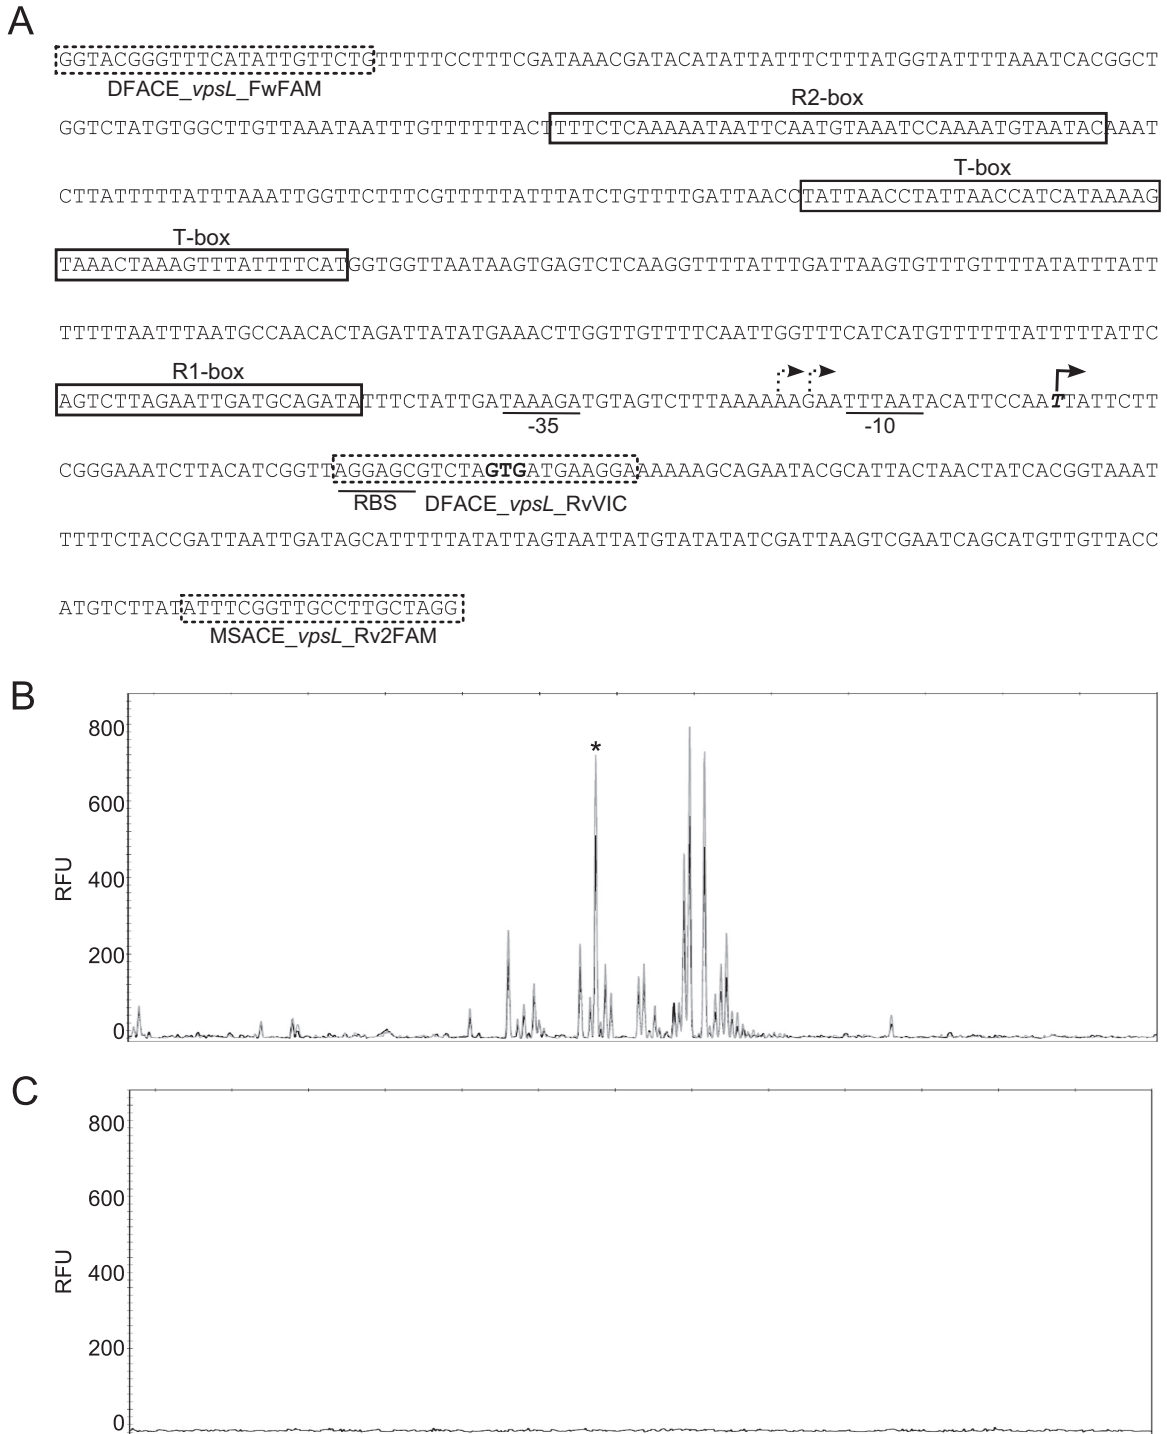 A
GGTACGGGTTTCATATTGTTCTGTTTTTCCTTTCGATAAACGATACATATTATTTCTTTATGGTATTTTAAATCACGGCT
DFACE_vpsL_FwFAM
R2-box
GGTCTATGTGGCTTGTTAAATAATTTGTTTTTTACTTTTCTCAAAAATAATTCAATGTAAATCCAAAATGTAATACAAAT
T-box
CTTATTTTTATTTAAATTGGTTCTTTCGTTTTTATTTATCTGTTTTGATTAACCTATTAACCTATTAACCATCATAAAAG
T-box
TAAACTAAAGTTTATTTTCATGGTGGTTAATAAGTGAGTCTCAAGGTTTTATTTGATTAAGTGTTTGTTTTATATTTATT
TTTTTAATTTAATGCCAACACTAGATTATATGAAACTTGGTTGTTTTCAATTGGTTTCATCATGTTTTTTATTTTTATTC
R1-box
AGTCTTAGAATTGATGCAGATATTTCTATTGATAAAGATGTAGTCTTTAAAAAAGAATTTAATACATTCCAATTATTCTT
-35 -10
CGGGAAATCTTACATCGGTTAGGAGCGTCTAGTGATGAAGGAAAAAAGCAGAATACGCATTACTAACTATCACGGTAAAT
RBS DFACE_vpsL_RvVIC
TTTTCTACCGATTAATTGATAGCATTTTTATATTAGTAATTATGTATATATCGATTAAGTCGAATCAGCATGTTGTTACC
ATGTCTTATATTTCGGTTGCCTTGCTAGG
MSACE_vpsL_Rv2FAM
B
800
600
400
200
0
RFU
*
C
800
600
400
200
0
RFU